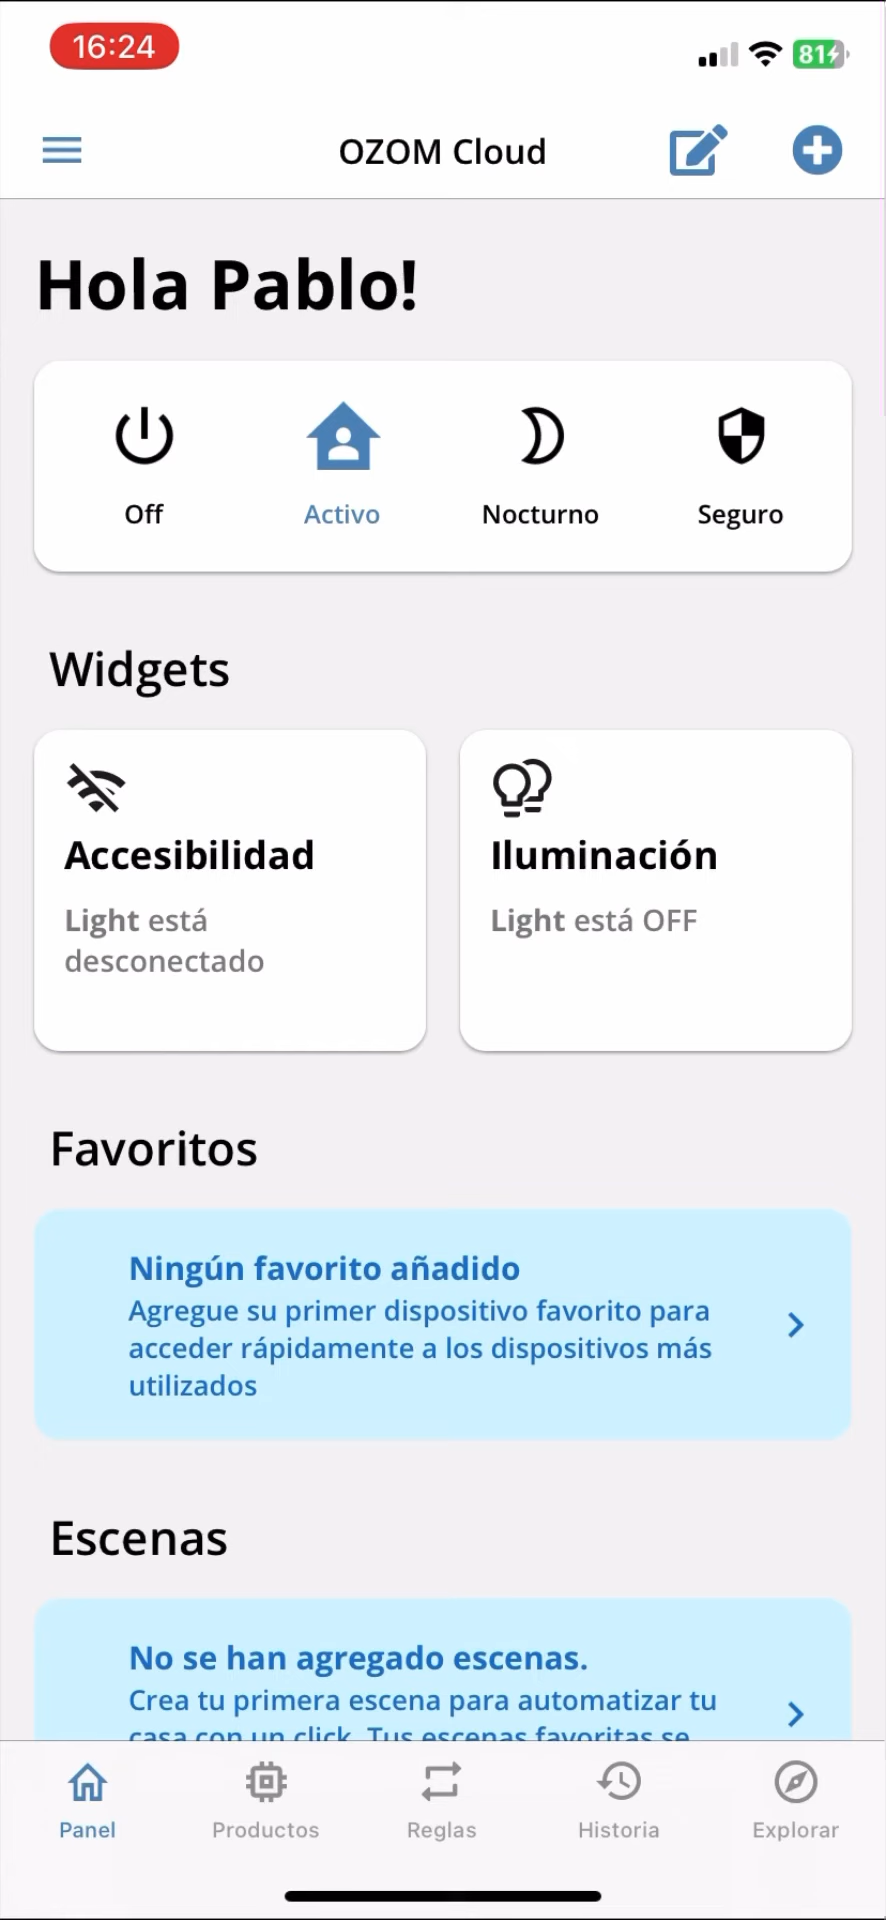 16:24
81
OZOM Cloud
Hola Pablo!
Off
Activo
Nocturno
Seguro
Widgets
Accesibilidad
Light está
desconectado
Iluminación
Light está OFF
Favoritos
Ningún favorito añadido
Agregue su primer dispositivo favorito para
acceder rápidamente a los dispositivos más
utilizados
Escenas
No se han agregado escenas.
Crea tu primera escena para automatizar tu
casa con un click. Tus escenas favoritas se
Panel
Productos
Reglas
Historia
Explorar